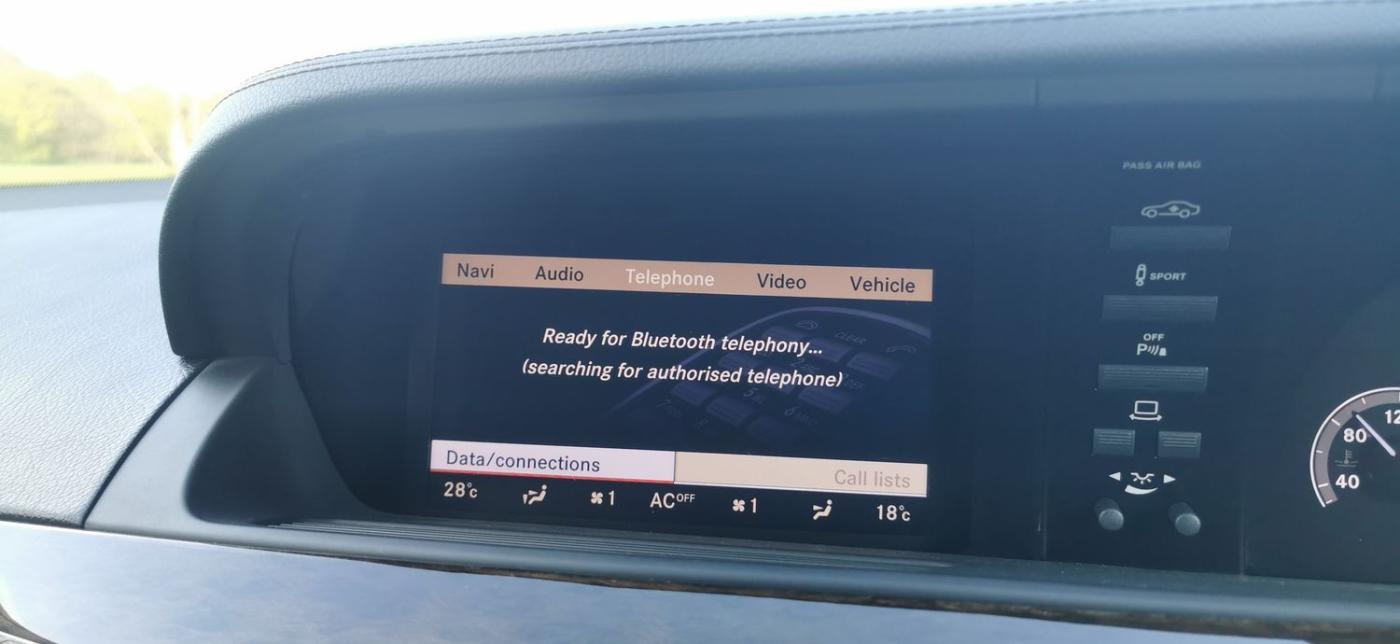 Navi Audio Telephone Video Vehicle
Ready for Bluetooth telephony...
(searching for authorised telephone)
Data/connections Call lists
28°c 1 AC OFF 1 18°c
PASS AIR BAG
SPORT
OFF
P
CLEAR
80
40